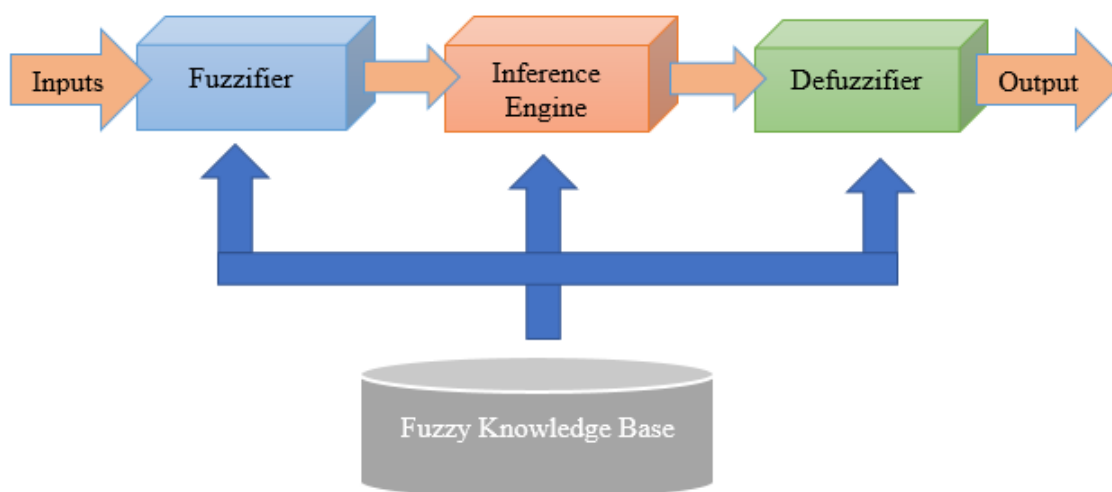 Inputs
Fuzzifier
Inference
Engine
Defuzzifier
Output
Fuzzy Knowledge Base